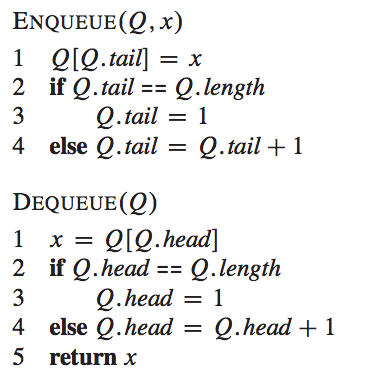 ENQUEUE(Q, x)
1 Q[Q.tail] = x
2 if Q.tail == Q.length
3 Q.tail = 1
4 else Q.tail = Q.tail + 1
DEQUEUE(Q)
1 x = Q[Q.head]
2 if Q.head == Q.length
3 Q.head = 1
4 else Q.head = Q.head + 1
5 return x